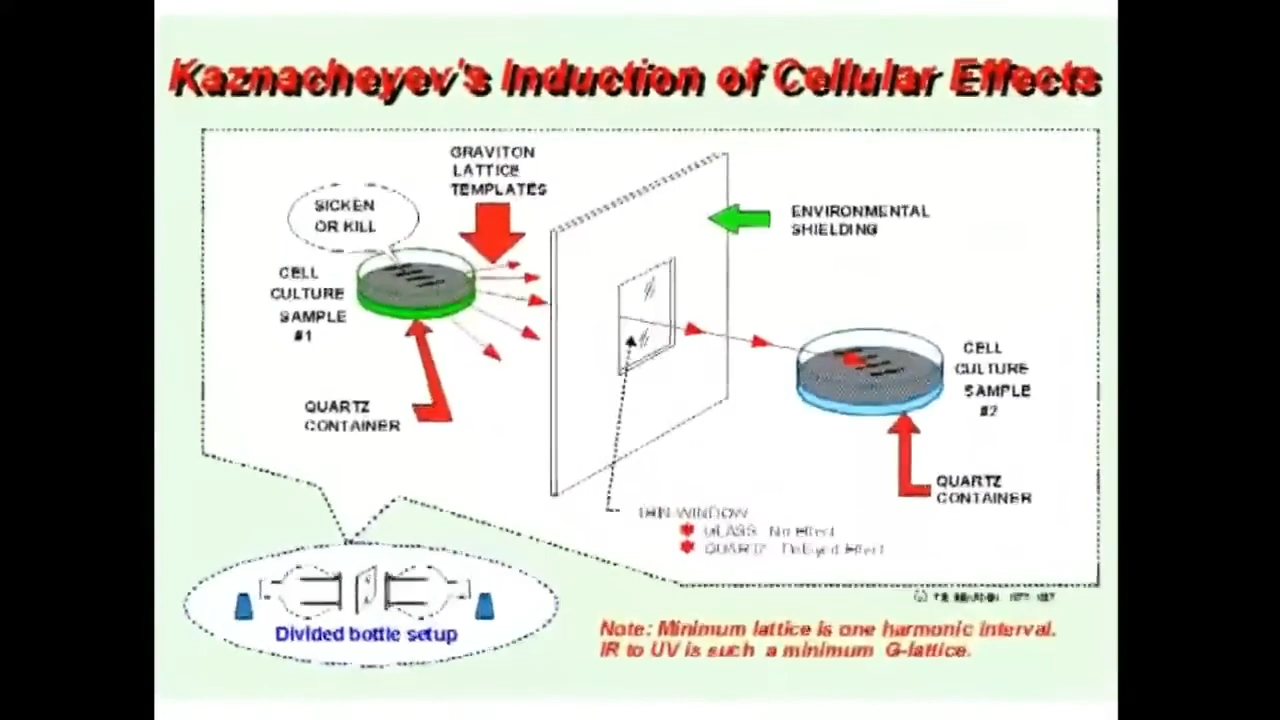 Kaznacheyev's Induction of Cellular Effects
GRAVITON
LATTICE
TEMPLATES
SICKEN
OR KILL
CELL
CULTURE
SAMPLE
#1
QUARTZ
CONTAINER
ENVIRONMENTAL
SHIELDING
CELL
CULTURE
SAMPLE
#2
QUARTZ
CONTAINER
THIN WINDOW
GLASS No Effect
QUARTZ Delayed Effect
Divided bottle setup
Note: Minimum lattice is one harmonic interval.
IR to UV is such a minimum G-lattice.